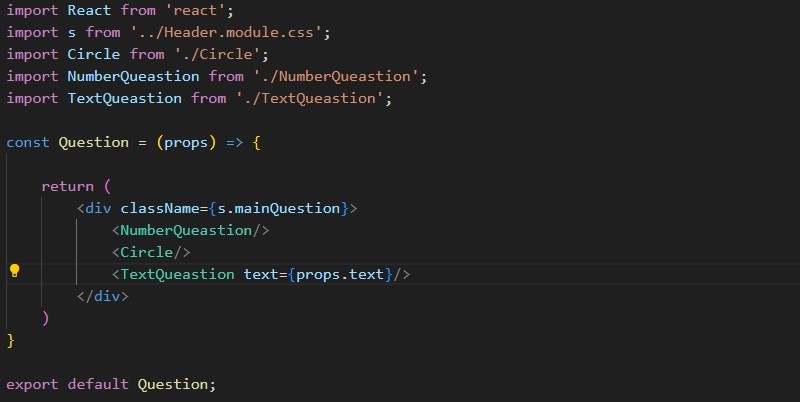 import React from 'react';
import s from '../Header.module.css';
import Circle from './Circle';
import NumberQueastion from './NumberQueastion';
import TextQueastion from './TextQueastion';

const Question = (props) => {

    return (
        <div className={s.mainQuestion}>
            <NumberQueastion/>
            <Circle/>
            <TextQueastion text={props.text}/>
        </div>
    )
}

export default Question;